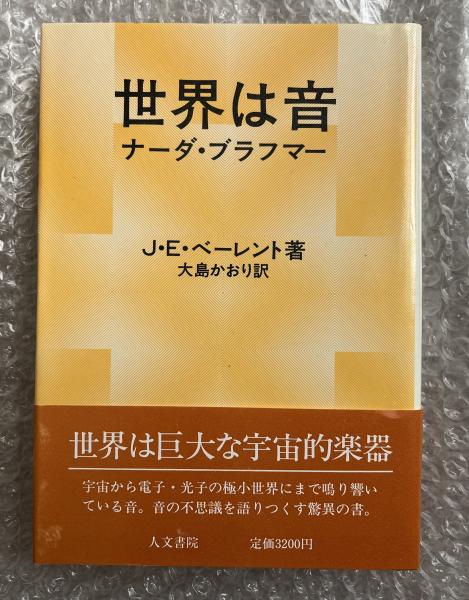 世界は音
ナーダ・ブラフマー
J・E・ベーレント著
大島かおり訳
世界は巨大な宇宙的楽器
宇宙から電子・光子の極小世界にまで鳴り響い
ている音。音の不思議を語りつくす驚異の書。
人文書院 定価3200円